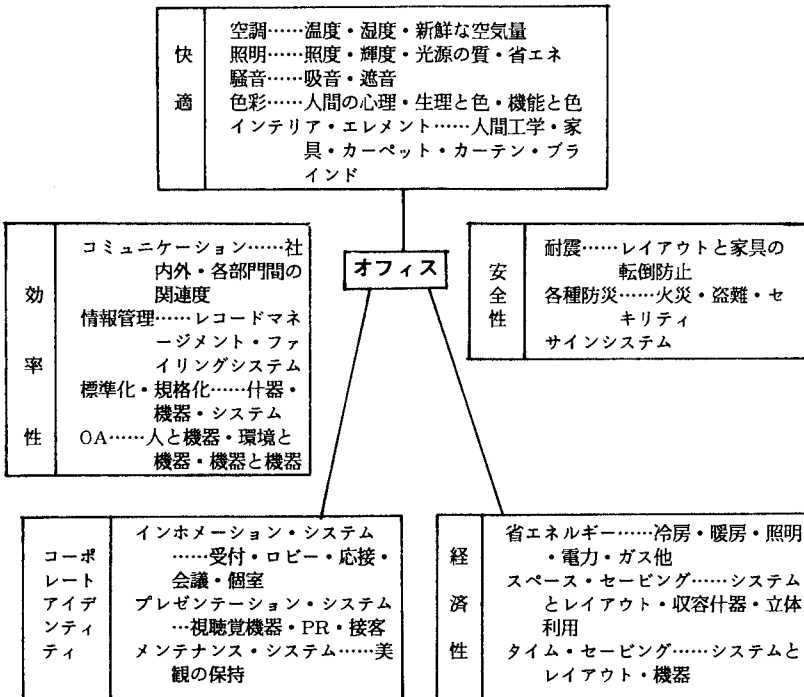 快適
空調……温度・湿度・新鮮な空気量
照明……照度・輝度・光源の質・省エネ
騒音……吸音・遮音
色彩……人間の心理・生理と色・機能と色
インテリア・エレメント……人間工学・家
具・カーペット・カーテン・ブラ
インド
オフィス
効率性
コミュニケーション……社
内外・各部門間の
関連度
情報管理……レコードマネ
ージメント・ファ
イリングシステム
標準化・規格化……什器・
機器・システム
OA……人と機器・環境と
機器・機器と機器
安全性
耐震……レイアウトと家具の
転倒防止
各種防災……火災・盗難・セ
キリティ
サインシステム
コーポ
レート
アイデ
ンティ
ティ
インホメーション・システム
……受付・ロビー・応接・
会議・個室
プレゼンテーション・システム
…視聴覚機器・PR・接客
メンテナンス・システム……美
観の保持
経済性
省エネルギー……冷房・暖房・照明
・電力・ガス他
スペース・セービング……システム
とレイアウト・収容什器・立体
利用
タイム・セービング……システムと
レイアウト・機器